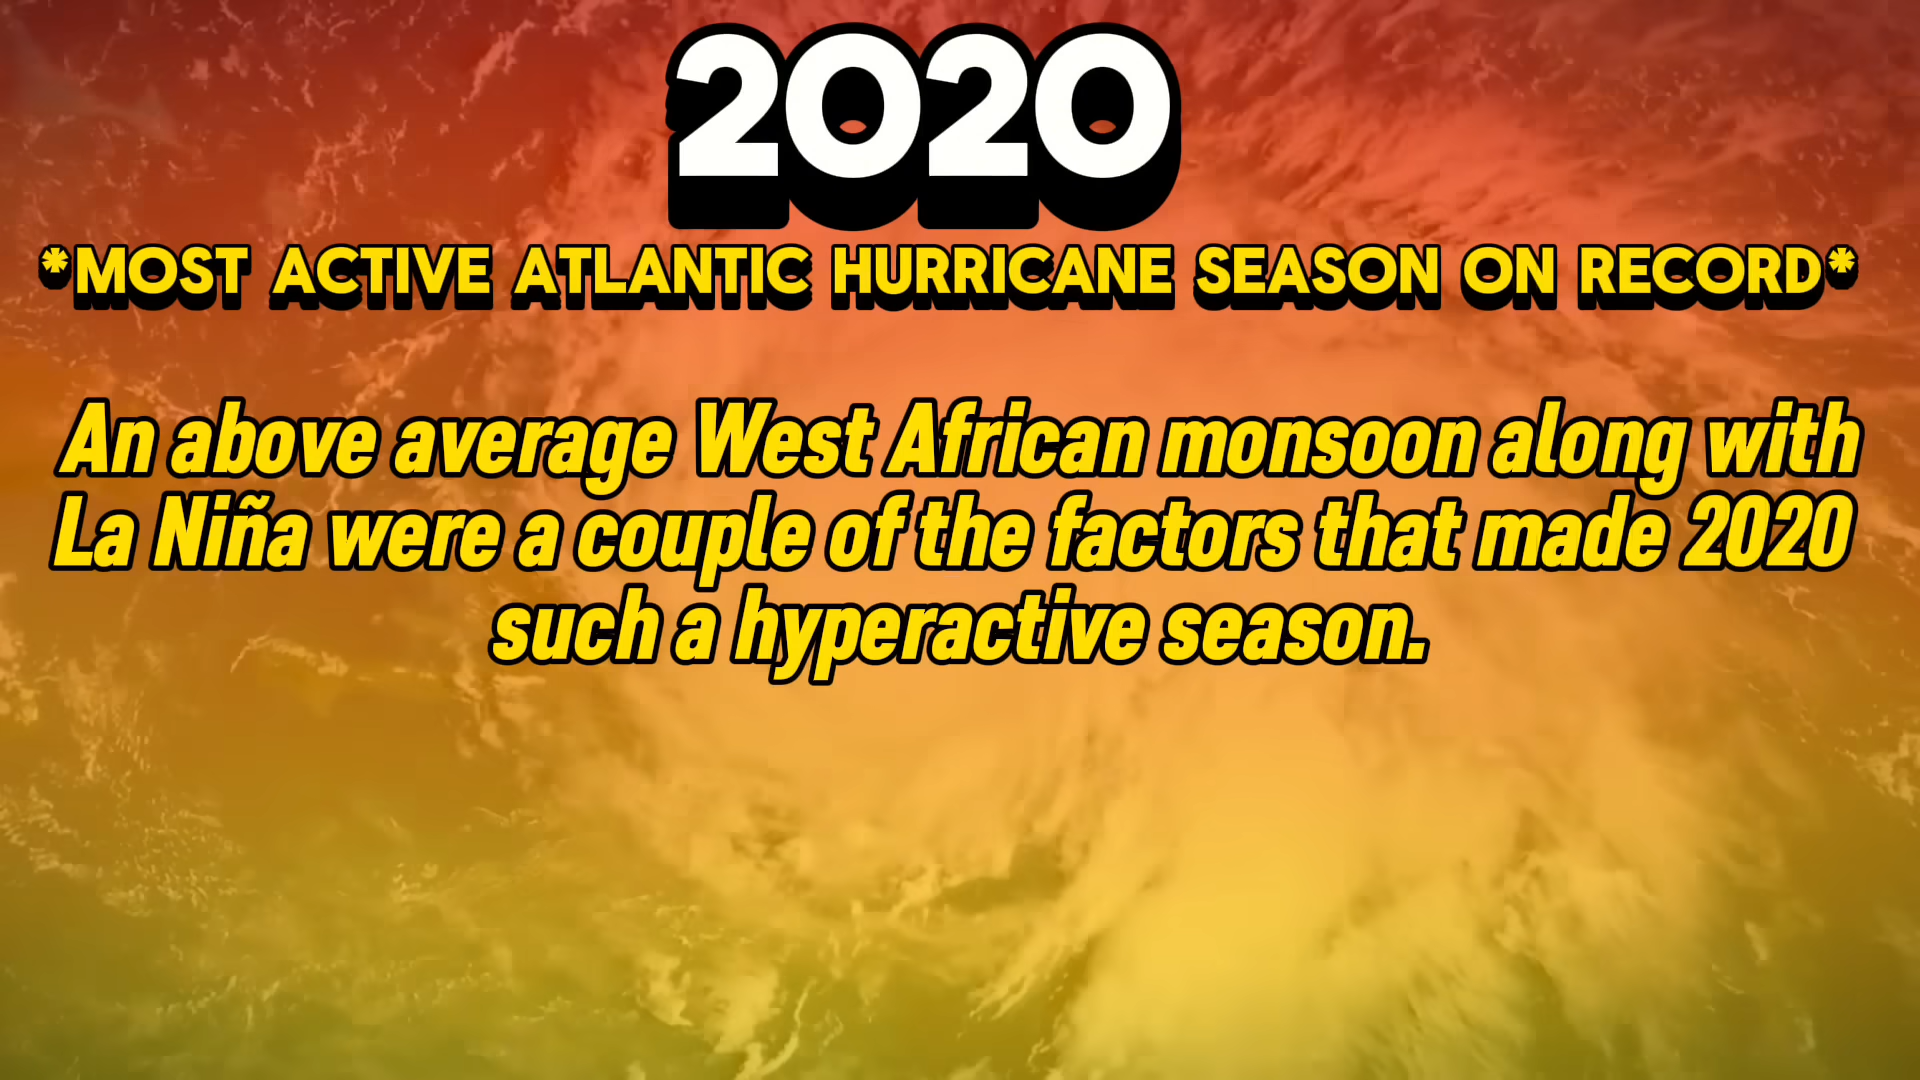 2020
*MOST ACTIVE ATLANTIC HURRICANE SEASON ON RECORD*
An above average West African monsoon along with
La Niña were a couple of the factors that made 2020
such a hyperactive season.